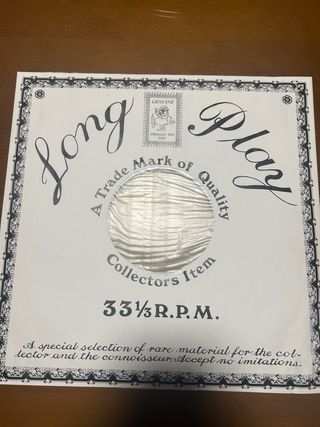 Long Play
GENUINE
A Trade Mark of Quality
Collectors Item
33⅓ R.P.M.
A special selection of rare material for the col-
lector and the connoisseur. Accept no imitations.